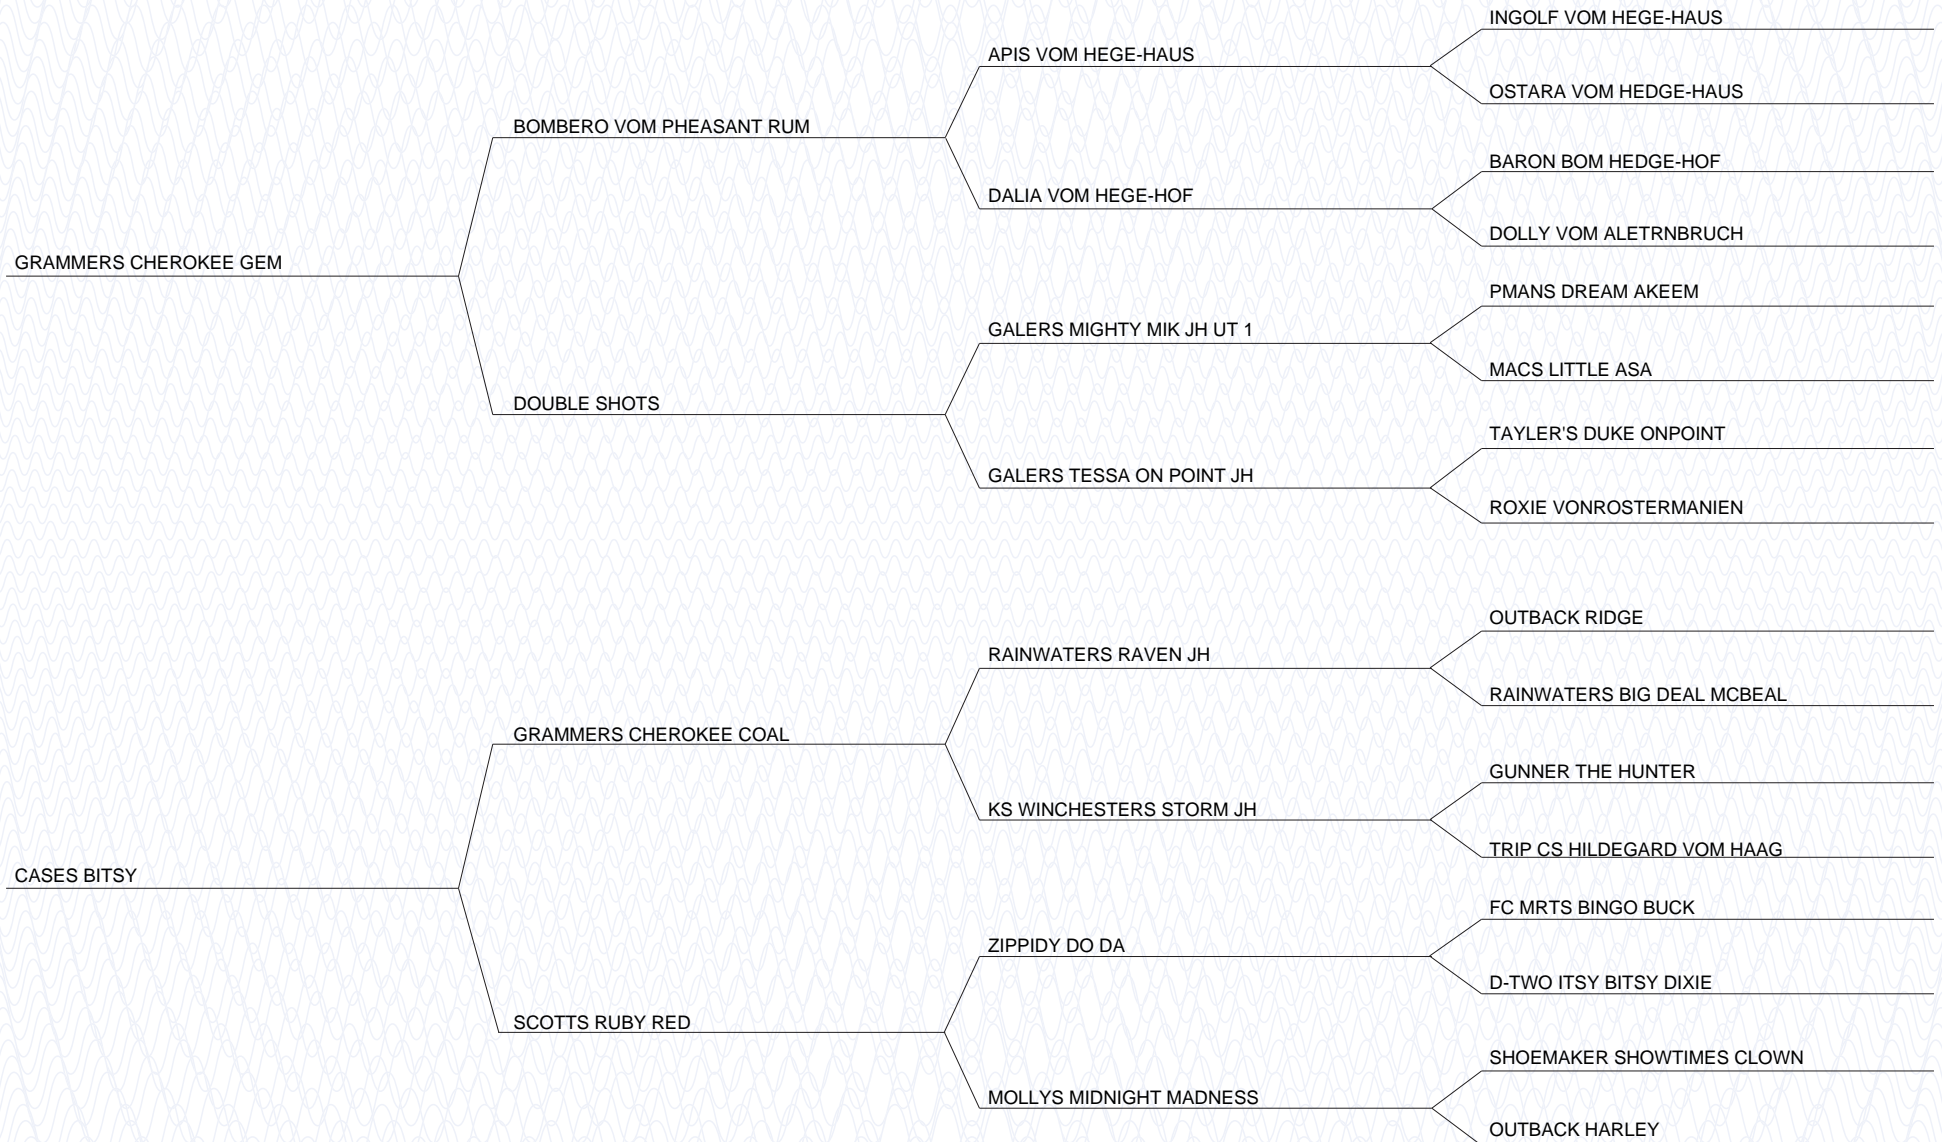 INGOLF VOM HEGE-HAUS
APIS VOM HEGE-HAUS
OSTARA VOM HEDGE-HAUS
BOMBERO VOM PHEASANT RUM
BARON BOM HEDGE-HOF
DALIA VOM HEGE-HOF
DOLLY VOM ALETRNBRUCH
GRAMMERS CHEROKEE GEM
PMANS DREAM AKEEM
GALERS MIGHTY MIK JH UT 1
MACS LITTLE ASA
DOUBLE SHOTS
TAYLER'S DUKE ONPOINT
GALERS TESSA ON POINT JH
ROXIE VONROSTERMANIEN
OUTBACK RIDGE
RAINWATERS RAVEN JH
RAINWATERS BIG DEAL MCBEAL
GRAMMERS CHEROKEE COAL
GUNNER THE HUNTER
KS WINCHESTERS STORM JH
TRIP CS HILDEGARD VOM HAAG
CASES BITSY
FC MRTS BINGO BUCK
ZIPPIDY DO DA
D-TWO ITSY BITSY DIXIE
SCOTTS RUBY RED
SHOEMAKER SHOWTIMES CLOWN
MOLLYS MIDNIGHT MADNESS
OUTBACK HARLEY